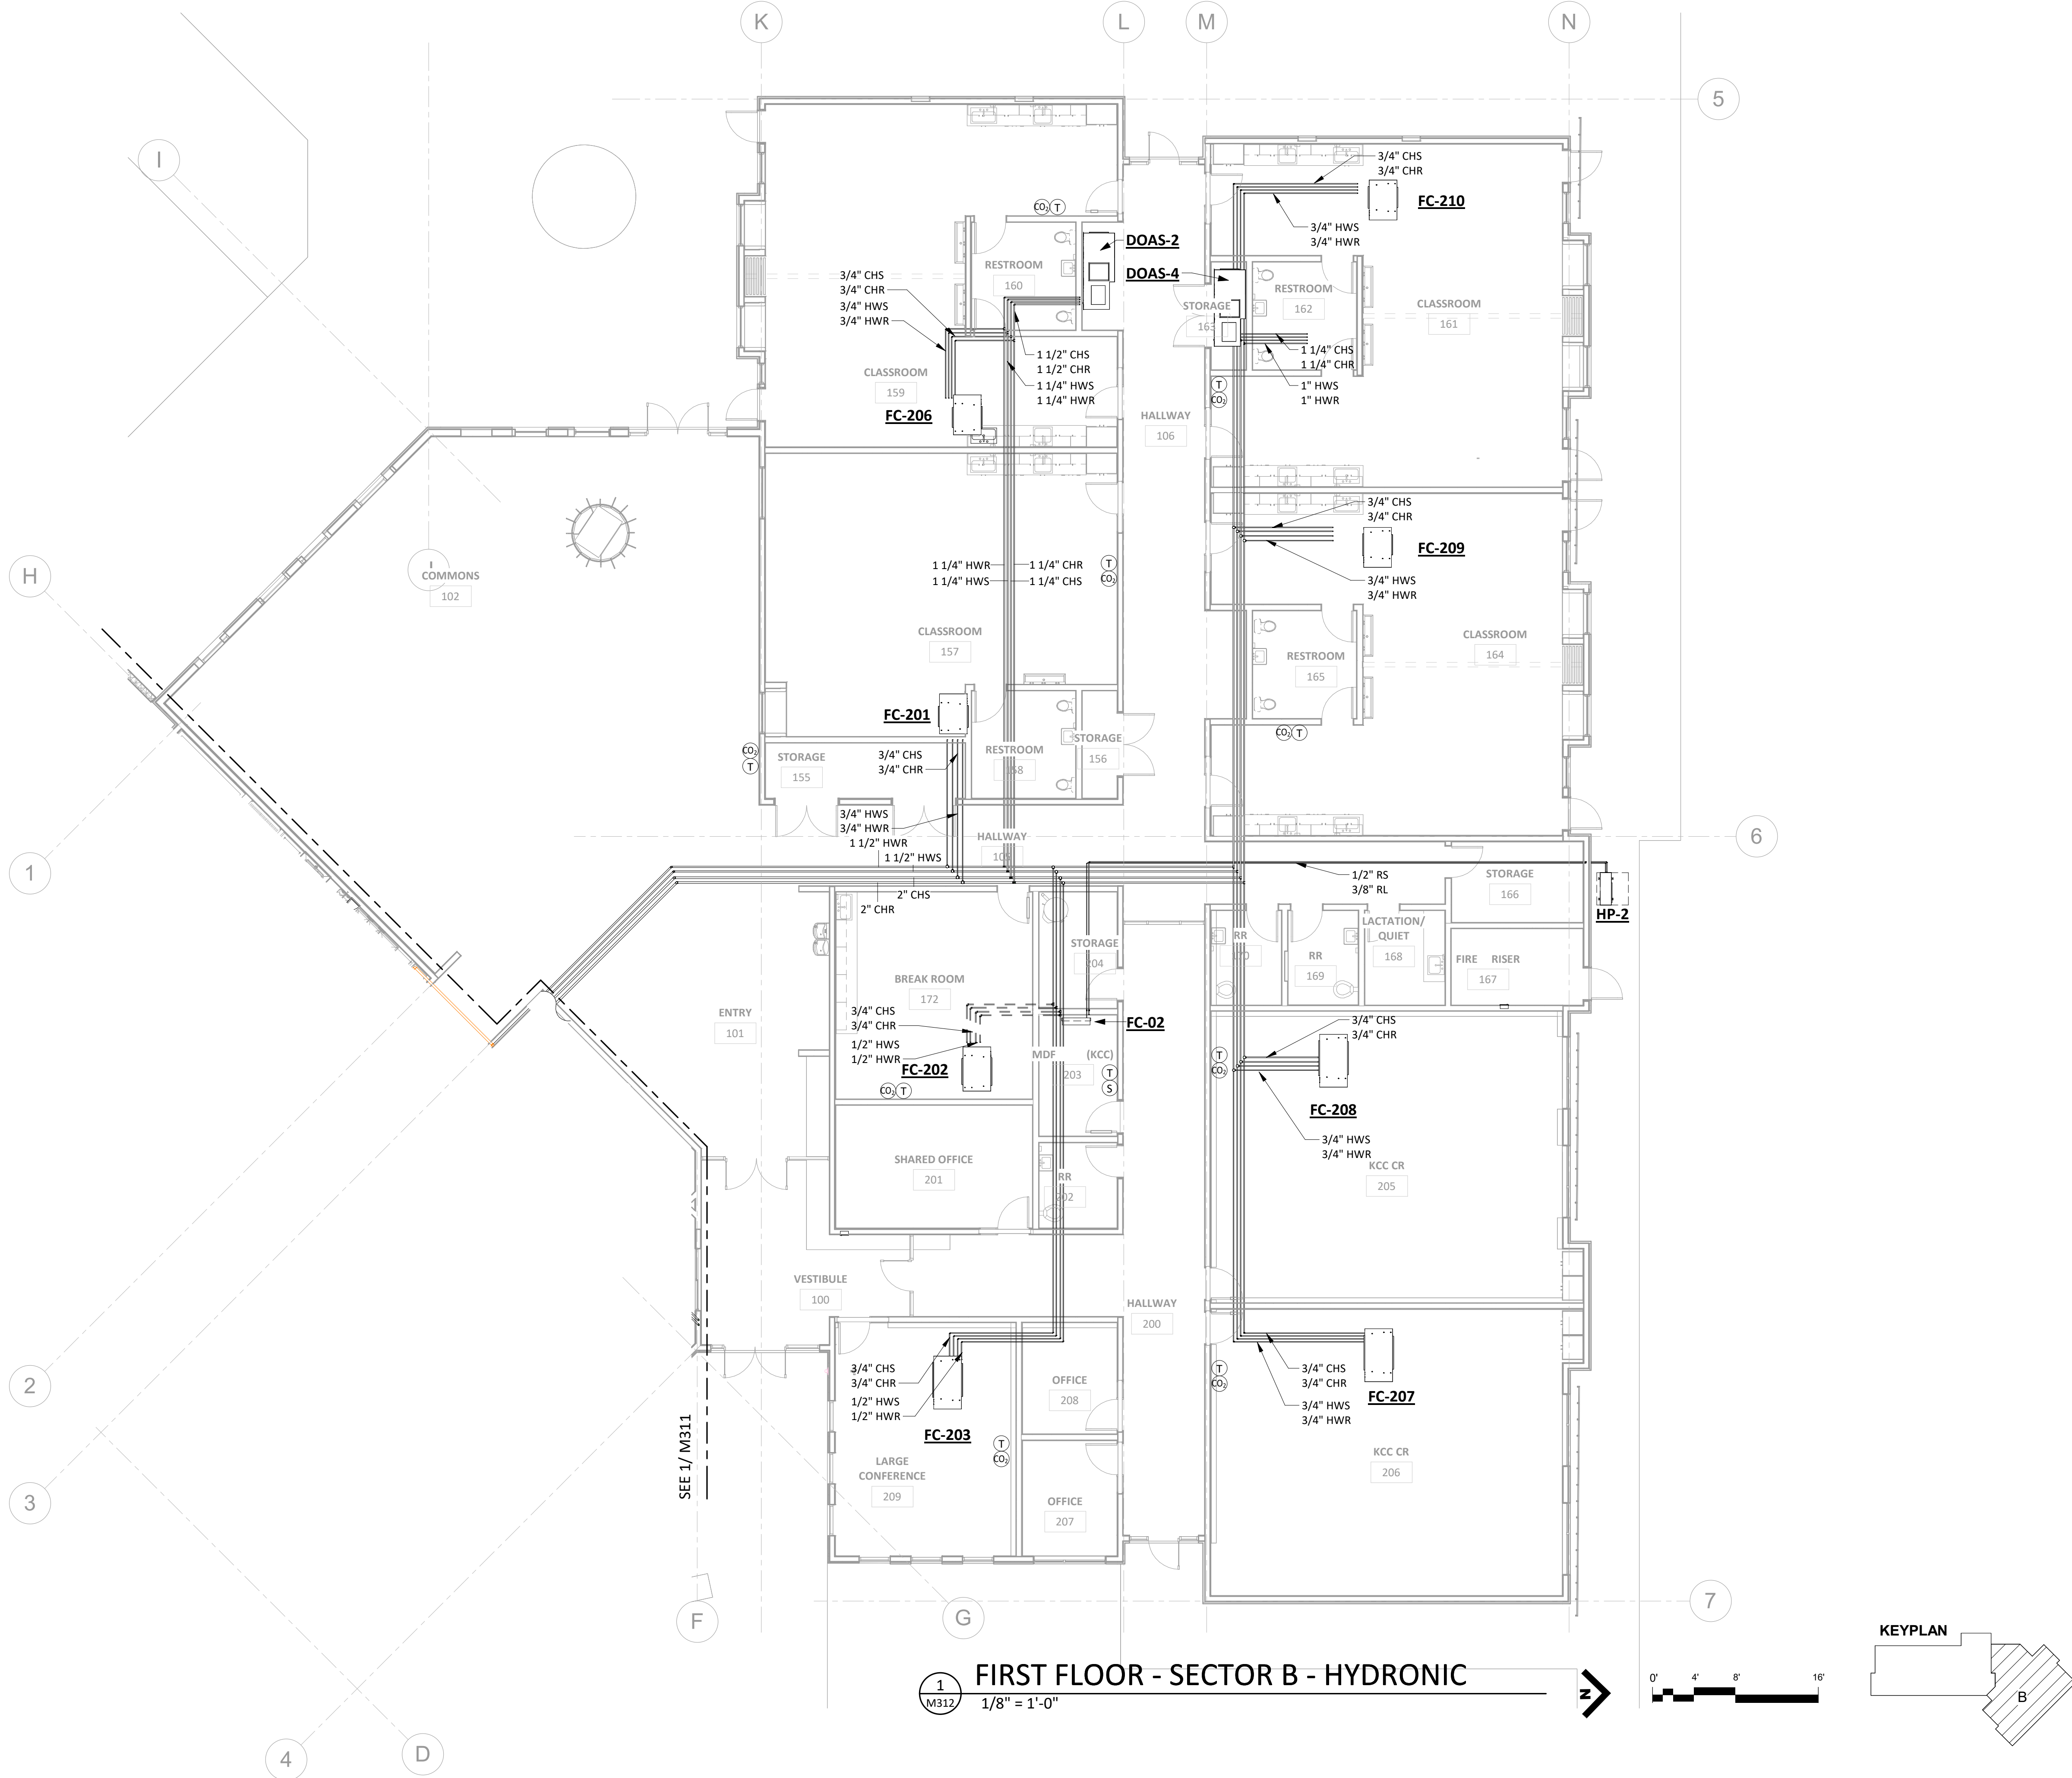 K
L
M
N
5
I
3/4" CHS
3/4" CHR
FC-210
3/4" HWS
3/4" HWR
CO2
T
DOAS-2
DOAS-4
RESTROOM
160
STORAGE
163
RESTROOM
162
CLASSROOM
161
3/4" CHS
3/4" CHR
3/4" HWS
3/4" HWR
1 1/2" CHS
1 1/2" CHR
1 1/4" HWS
1 1/4" HWR
1 1/4" CHS
1 1/4" CHR
1" HWS
1" HWR
CLASSROOM
159
FC-206
T
CO2
HALLWAY
106
3/4" CHS
3/4" CHR
FC-209
3/4" HWS
3/4" HWR
H
COMMONS
102
1 1/4" HWR
1 1/4" CHR
1 1/4" HWS
1 1/4" CHS
T
CO2
CLASSROOM
157
RESTROOM
165
CLASSROOM
164
FC-201
CO2
T
CO2
T
STORAGE
155
3/4" CHS
3/4" CHR
RESTROOM
158
STORAGE
156
3/4" HWS
3/4" HWR
1 1/2" HWR
1 1/2" HWS
HALLWAY
6
1
2" CHS
2" CHR
1/2" RS
3/8" RL
STORAGE
166
HP-2
BREAK ROOM
172
STORAGE
204
RR
170
RR
169
LACTATION/
QUIET
168
FIRE RISER
167
ENTRY
101
3/4" CHS
3/4" CHR
1/2" HWS
1/2" HWR
FC-202
CO2
T
FC-02
MDF (KCC)
203
T
S
3/4" CHS
3/4" CHR
T
CO2
FC-208
3/4" HWS
3/4" HWR
KCC CR
205
SHARED OFFICE
201
RR
202
VESTIBULE
100
HALLWAY
200
3/4" CHS
3/4" CHR
1/2" HWS
1/2" HWR
FC-203
OFFICE
208
T
CO2
3/4" CHS
3/4" CHR
3/4" HWS
3/4" HWR
FC-207
T
CO2
LARGE
CONFERENCE
209
OFFICE
207
KCC CR
206
SEE 1/ M311
2
3
4
D
F
G
7
1
M312
FIRST FLOOR - SECTOR B - HYDRONIC
1/8" = 1'-0"
N
0'
4'
8'
16'
KEYPLAN
B